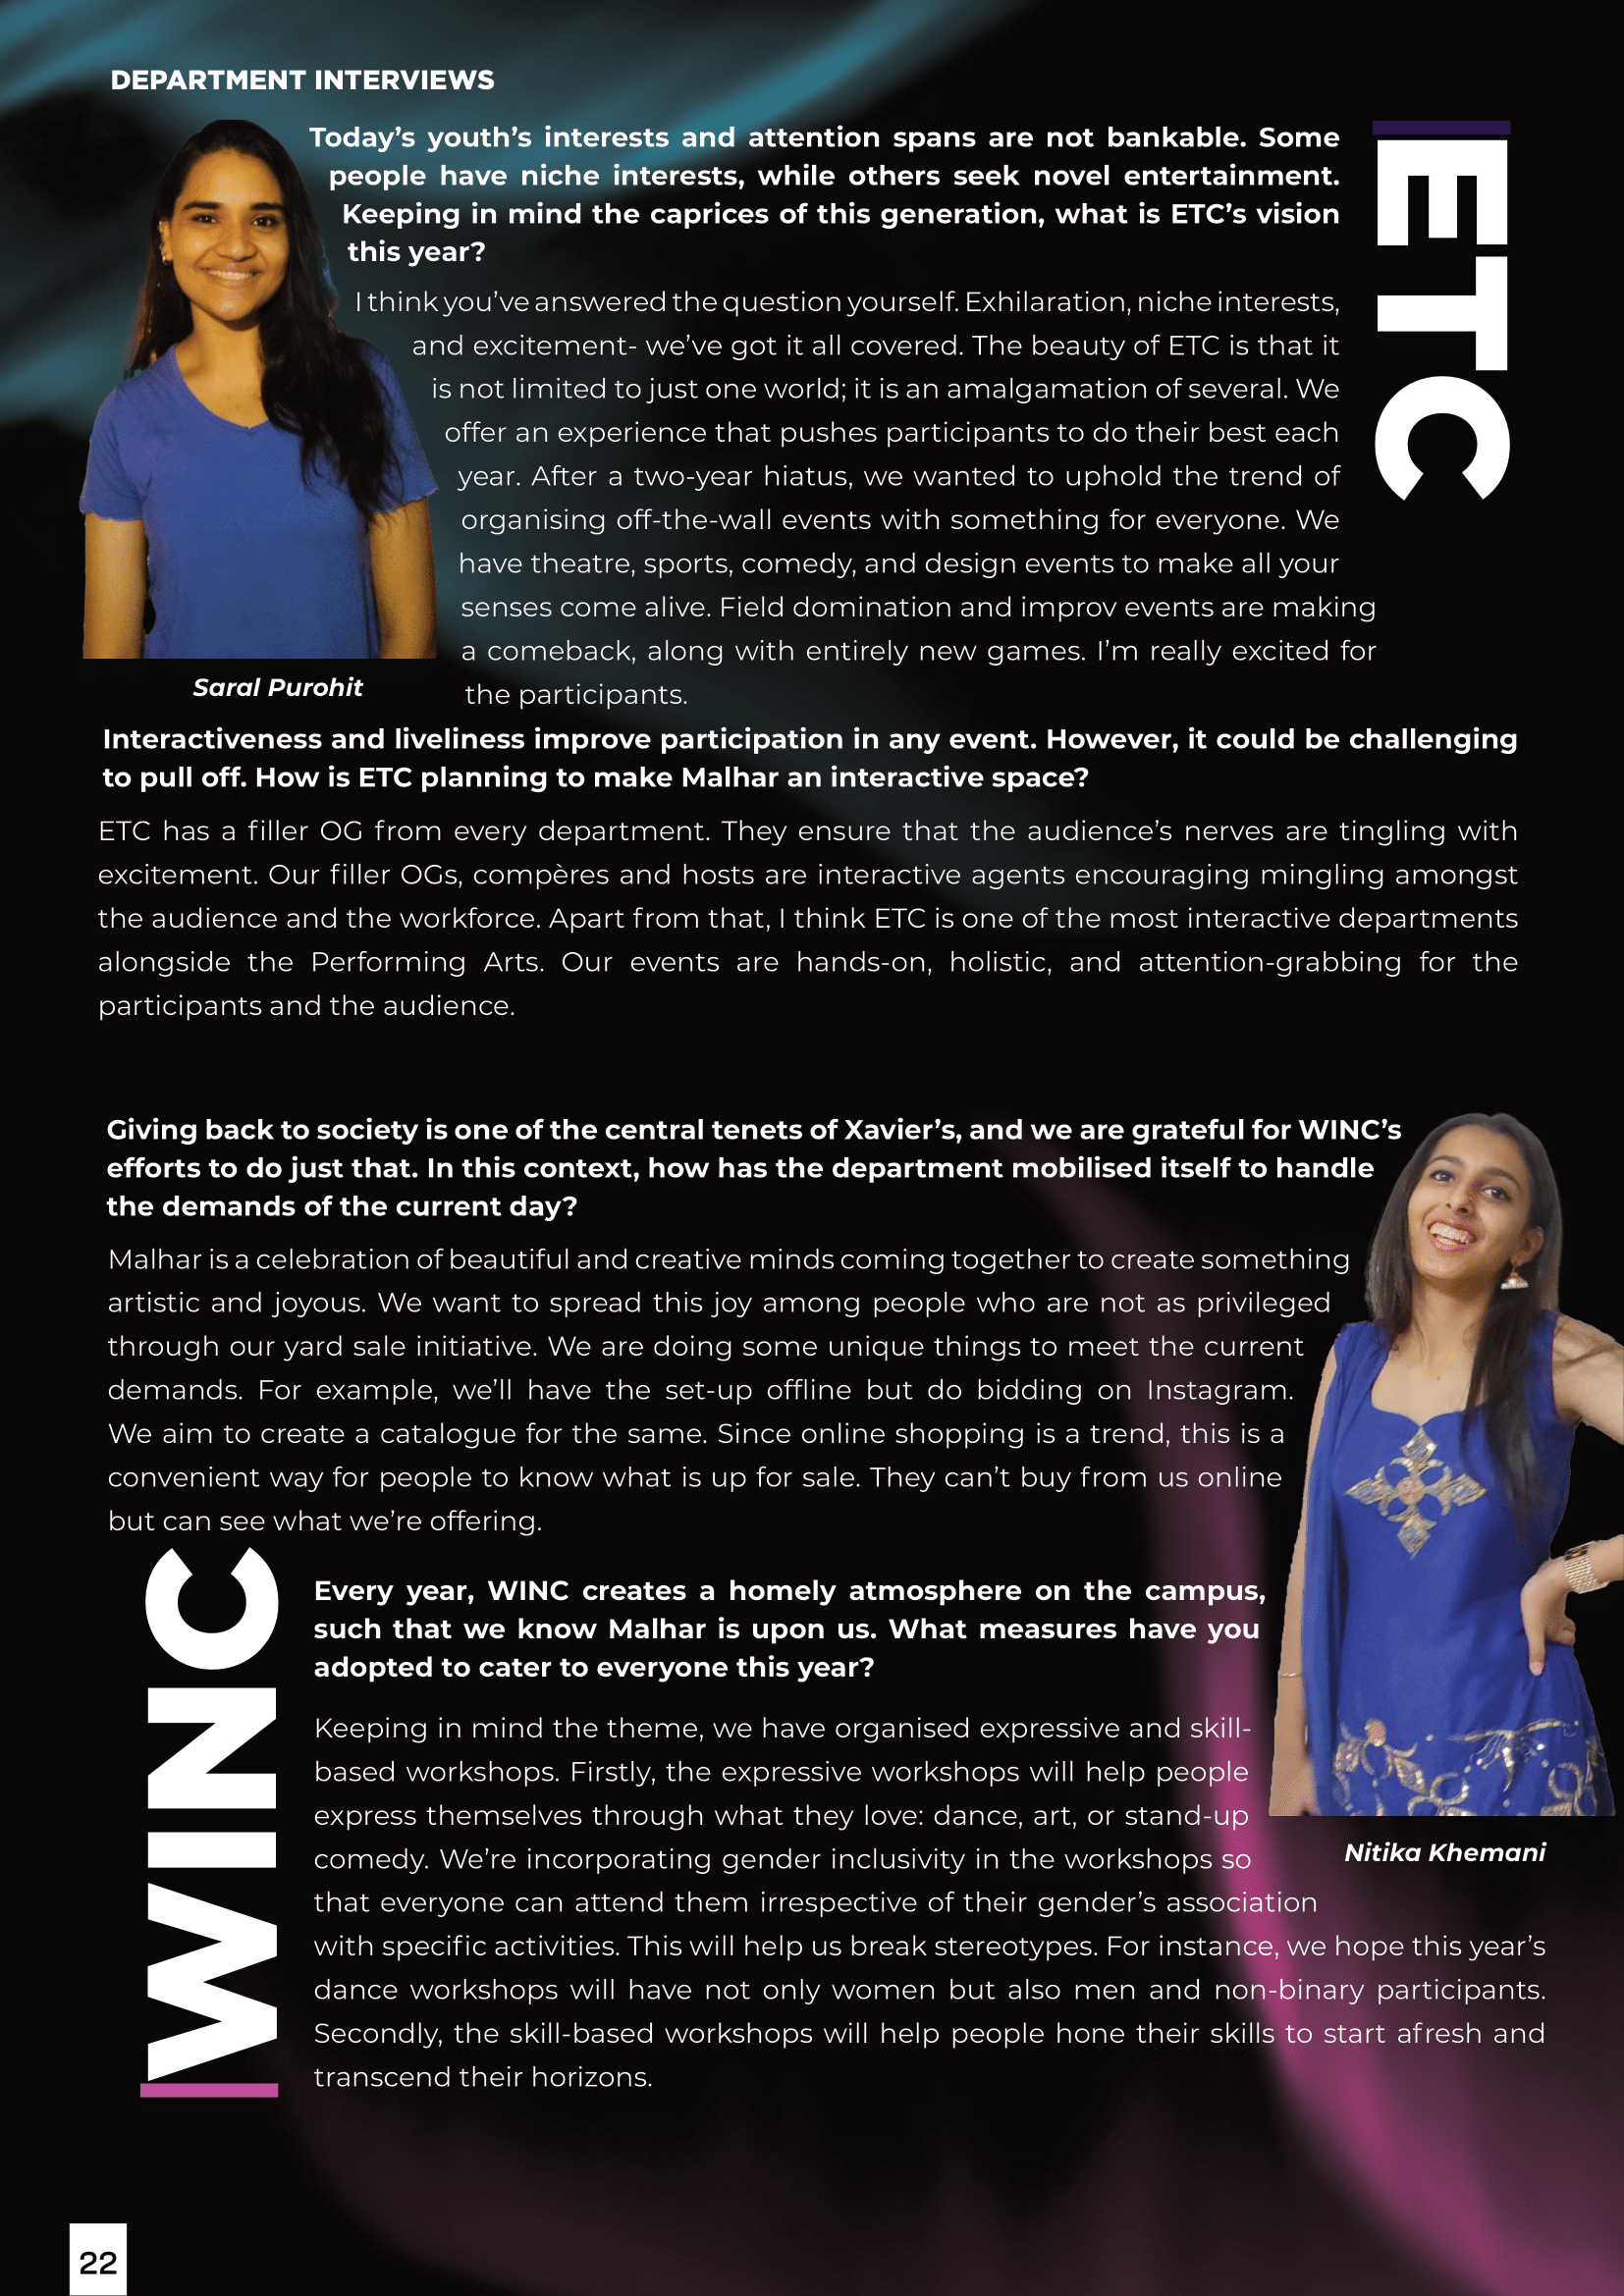 DEPARTMENT INTERVIEWS
ETC
Today’s youth’s interests and attention spans are not bankable. Some
people have niche interests, while others seek novel entertainment.
Keeping in mind the caprices of this generation, what is ETC’s vision
this year?
I think you’ve answered the question yourself. Exhilaration, niche interests,
and excitement- we’ve got it all covered. The beauty of ETC is that it
is not limited to just one world; it is an amalgamation of several. We
offer an experience that pushes participants to do their best each
year. After a two-year hiatus, we wanted to uphold the trend of
organising off-the-wall events with something for everyone. We
have theatre, sports, comedy, and design events to make all your
senses come alive. Field domination and improv events are making
a comeback, along with entirely new games. I’m really excited for
the participants.
Saral Purohit
Interactiveness and liveliness improve participation in any event. However, it could be challenging
to pull off. How is ETC planning to make Malhar an interactive space?
ETC has a filler OG from every department. They ensure that the audience’s nerves are tingling with
excitement. Our filler OGs, compères and hosts are interactive agents encouraging mingling amongst
the audience and the workforce. Apart from that, I think ETC is one of the most interactive departments
alongside the Performing Arts. Our events are hands-on, holistic, and attention-grabbing for the
participants and the audience.
Giving back to society is one of the central tenets of Xavier’s, and we are grateful for WINC’s
efforts to do just that. In this context, how has the department mobilised itself to handle
the demands of the current day?
Malhar is a celebration of beautiful and creative minds coming together to create something
artistic and joyous. We want to spread this joy among people who are not as privileged
through our yard sale initiative. We are doing some unique things to meet the current
demands. For example, we’ll have the set-up offline but do bidding on Instagram.
We aim to create a catalogue for the same. Since online shopping is a trend, this is a
convenient way for people to know what is up for sale. They can’t buy from us online
but can see what we’re offering.
WINC
Every year, WINC creates a homely atmosphere on the campus,
such that we know Malhar is upon us. What measures have you
adopted to cater to everyone this year?
Keeping in mind the theme, we have organised expressive and skill-
based workshops. Firstly, the expressive workshops will help people
express themselves through what they love: dance, art, or stand-up
comedy. We’re incorporating gender inclusivity in the workshops so
that everyone can attend them irrespective of their gender’s association
with specific activities. This will help us break stereotypes. For instance, we hope this year’s
dance workshops will have not only women but also men and non-binary participants.
Secondly, the skill-based workshops will help people hone their skills to start afresh and
transcend their horizons.
Nitika Khemani
22